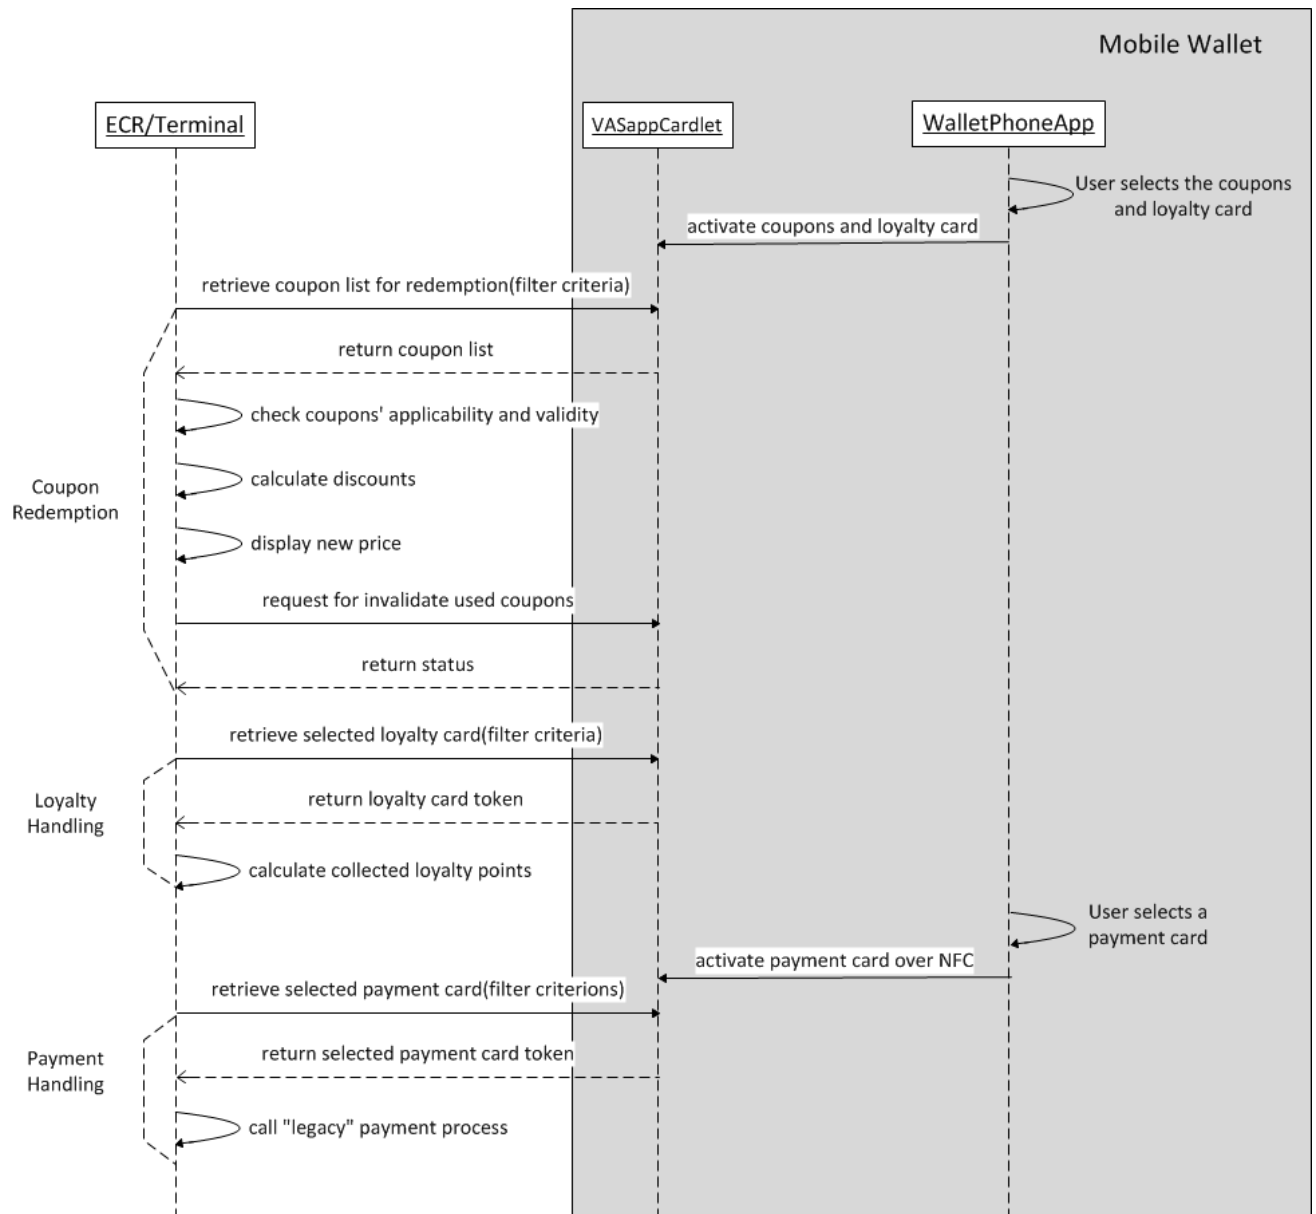 Mobile Wallet
ECR/Terminal
VASappCardlet
WalletPhoneApp
User selects the coupons
and loyalty card
activate coupons and loyalty card
retrieve coupon list for redemption(filter criteria)
return coupon list
check coupons' applicability and validity
calculate discounts
Coupon
Redemption
display new price
request for invalidate used coupons
return status
retrieve selected loyalty card(filter criteria)
return loyalty card token
Loyalty
Handling
calculate collected loyalty points
User selects a
payment card
activate payment card over NFC
retrieve selected payment card(filter criterions)
return selected payment card token
Payment
Handling
call "legacy" payment process